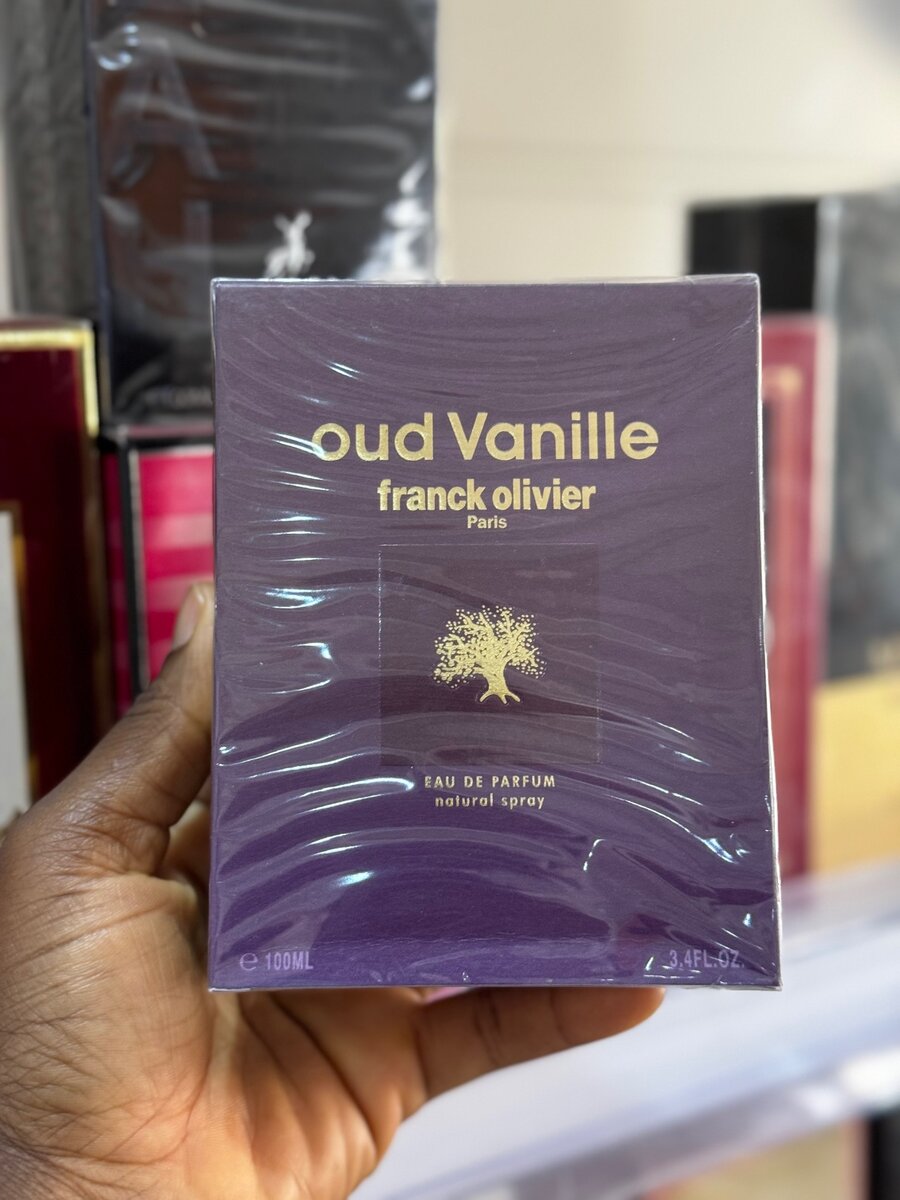 oud Vanille
franck olivier
Paris
EAU DE PARFUM
natural spray
℮ 100ML
3.4FL.OZ.